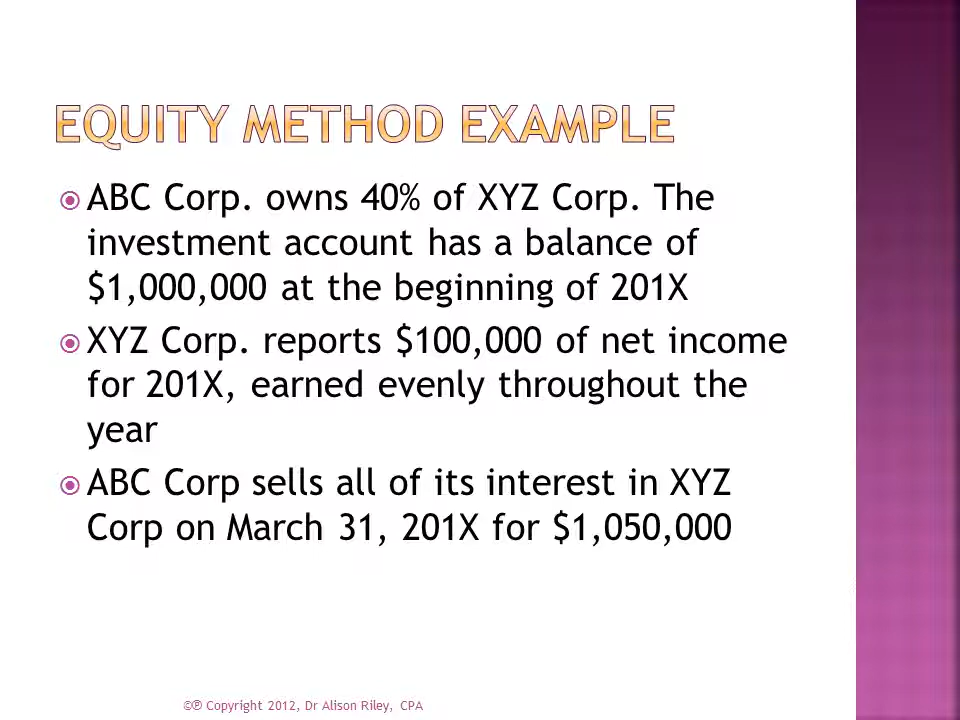 EQUITY METHOD EXAMPLE
ABC Corp. owns 40% of XYZ Corp. The
investment account has a balance of
$1,000,000 at the beginning of 201X
XYZ Corp. reports $100,000 of net income
for 201X, earned evenly throughout the
year
ABC Corp sells all of its interest in XYZ
Corp on March 31, 201X for $1,050,000
©℗ Copyright 2012, Dr Alison Riley, CPA